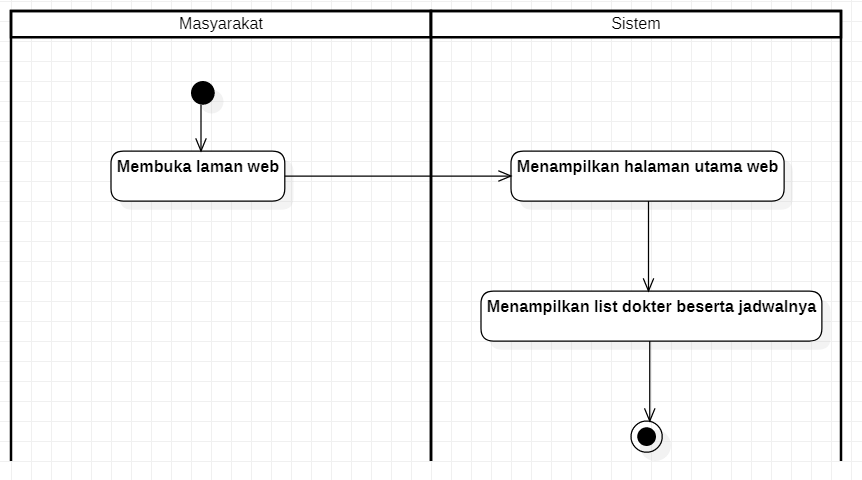 Masyarakat
Sistem
Membuka laman web
Menampilkan halaman utama web
Menampilkan list dokter beserta jadwalnya